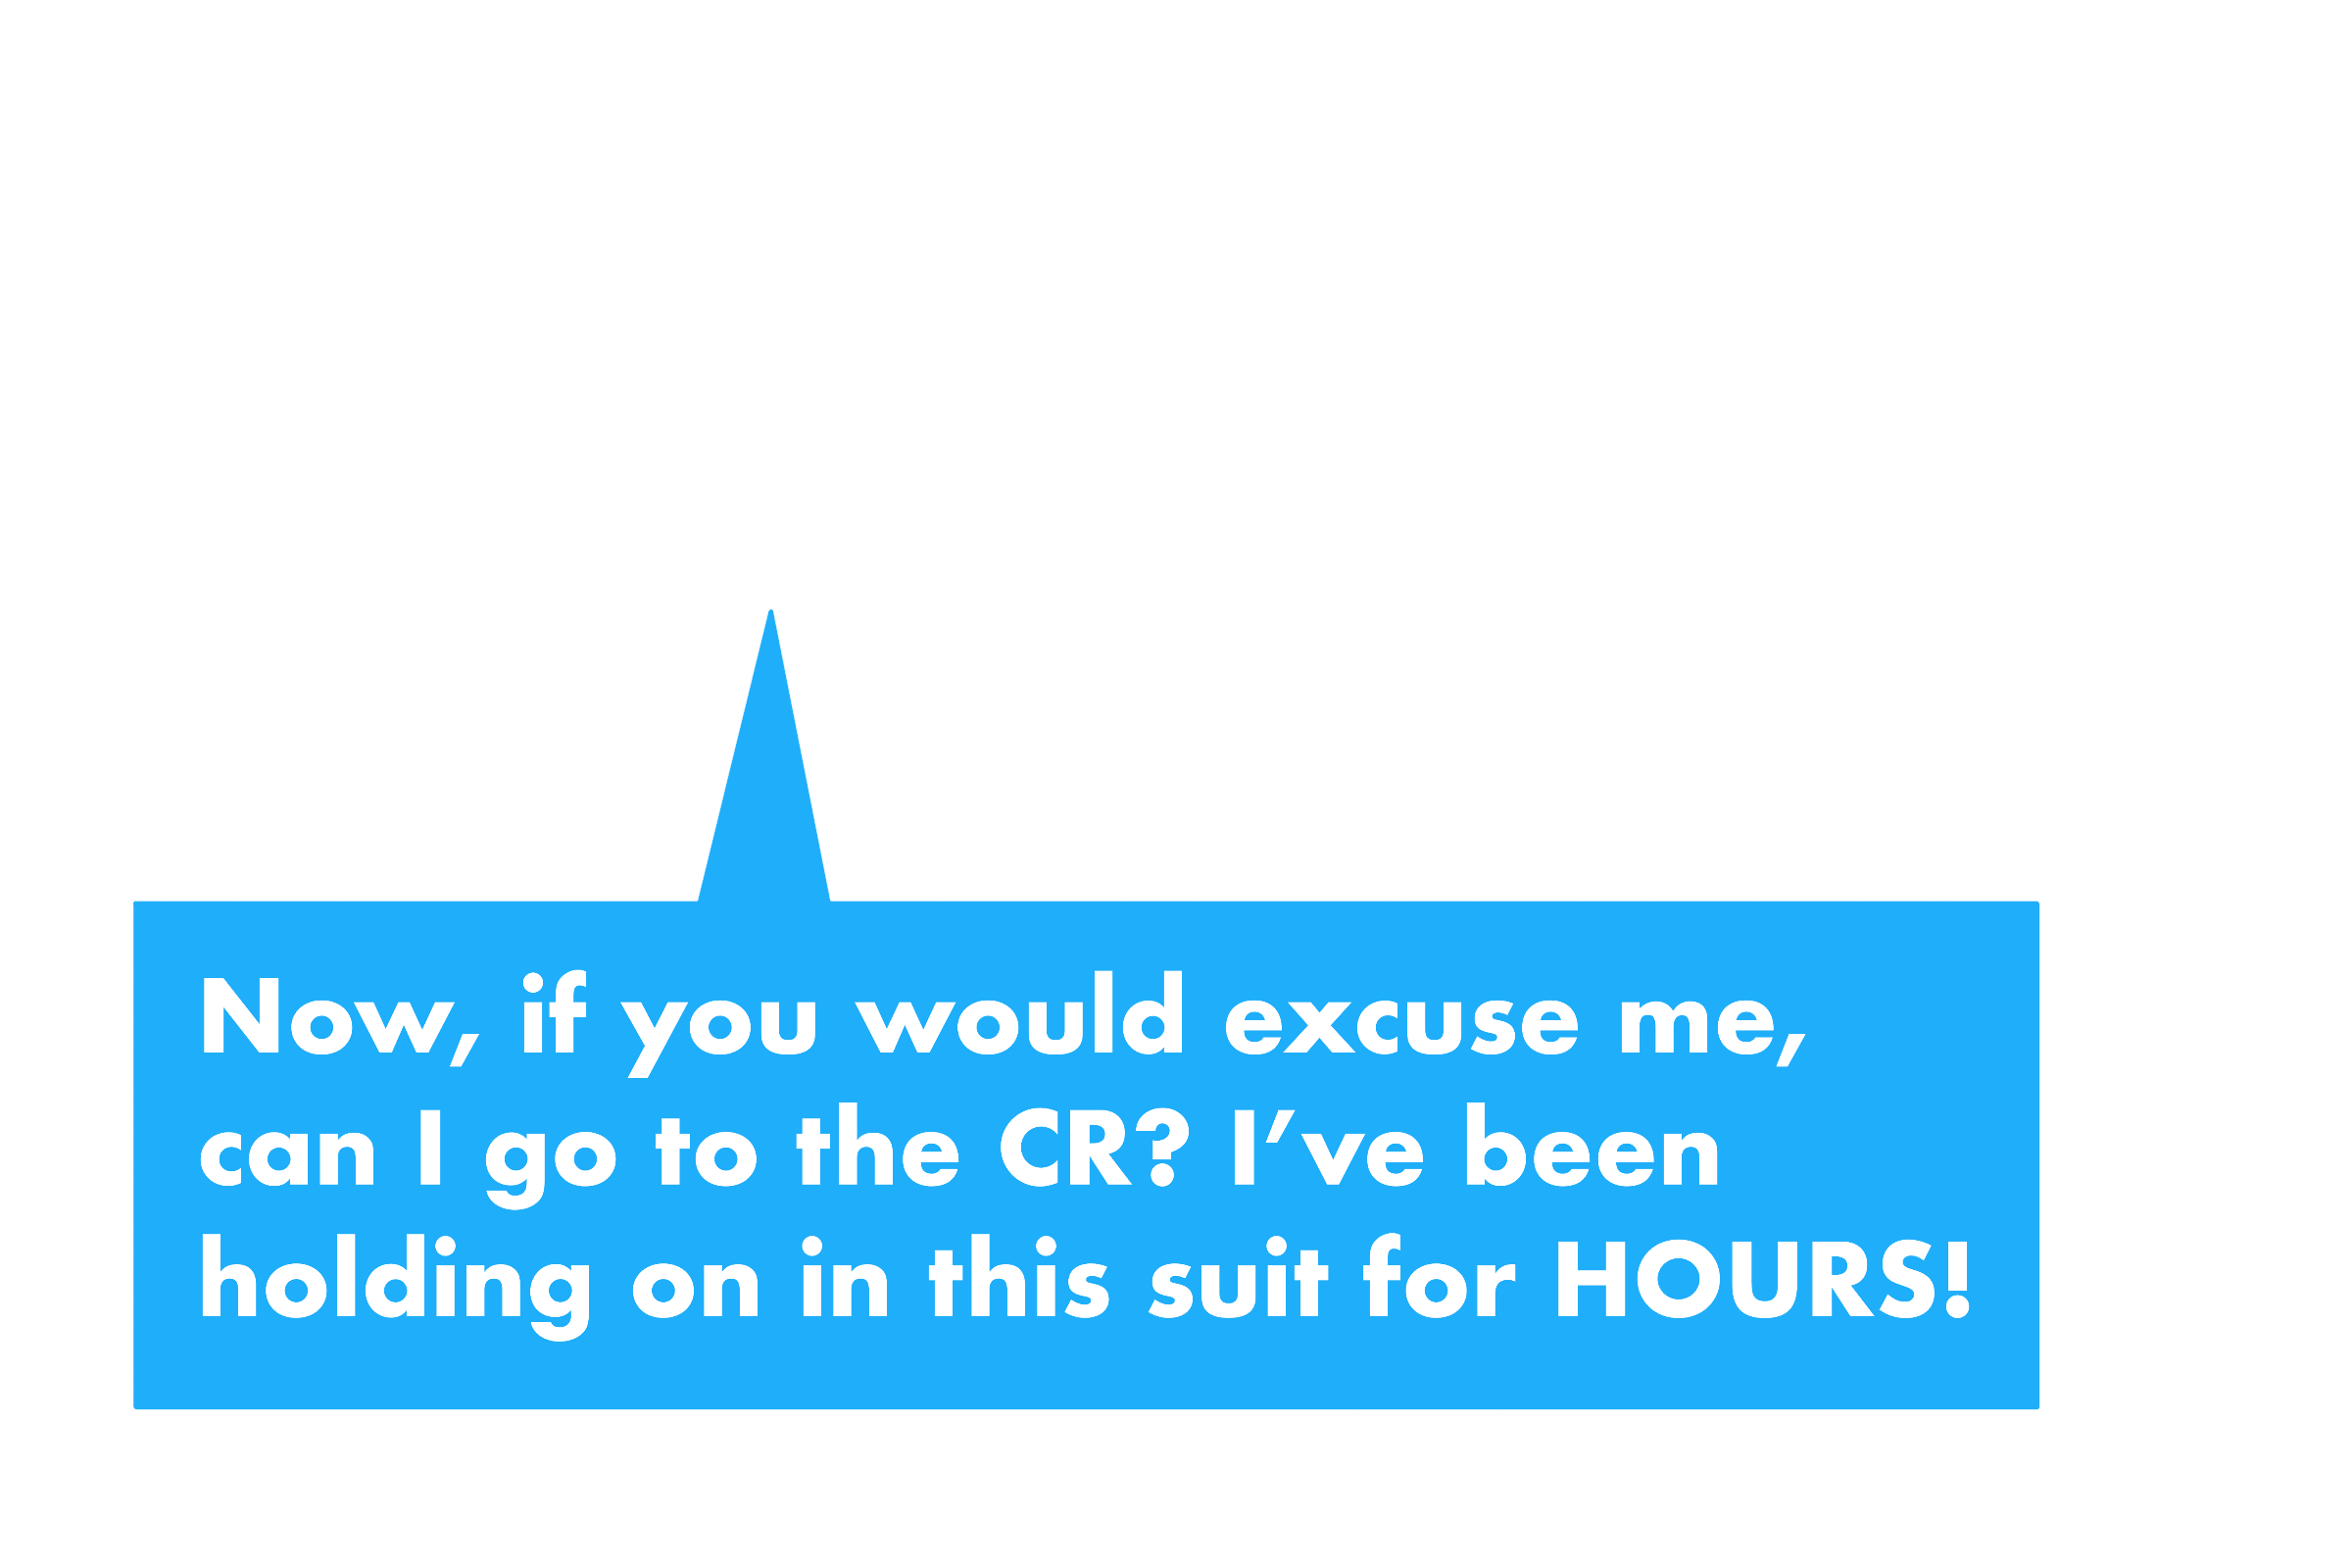 Now, if you would excuse me,
can I go to the CR? I’ve been
holding on in this suit for HOURS!